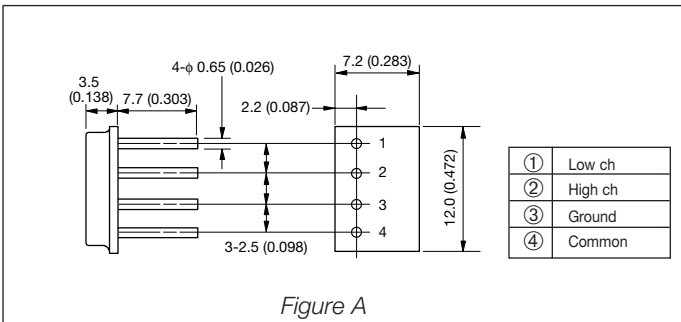 3.5
(0.138)
7.7 (0.303)
4-ϕ 0.65 (0.026)
7.2 (0.283)
2.2 (0.087)
1
2
3
4
3-2.5 (0.098)
12.0 (0.472)
① Low ch
② High ch
③ Ground
④ Common
Figure A